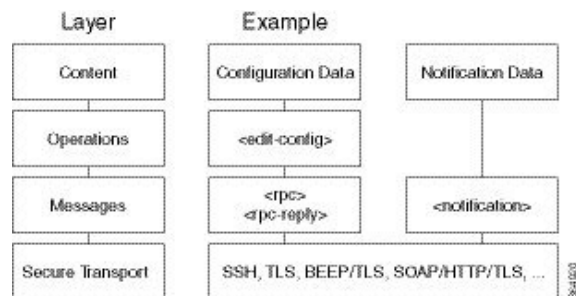 Layer
Example
Content
Configuration Data
Notification Data
Operations
<edit-config>
Messages
<rpc>
<rpc-reply>
<notification>
Secure Transport
SSH, TLS, BEEP/TLS, SOAP/HTTP/TLS, ...